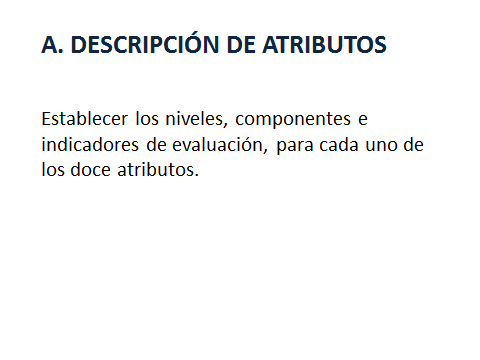 A. DESCRIPCIÓN DE ATRIBUTOS
Establecer los niveles, componentes e
indicadores de evaluación, para cada uno de
los doce atributos.